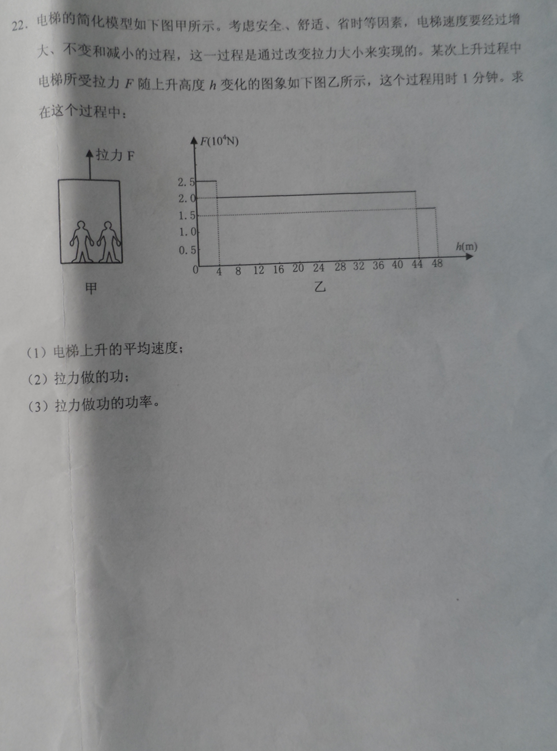 22. 电梯的简化模型如下图甲所示。考虑安全、舒适、省时等因素，电梯速度要经过增
大、不变和减小的过程，这一过程是通过改变拉力大小来实现的。某次上升过程中
电梯所受拉力 F 随上升高度 h 变化的图象如下图乙所示，这个过程用时 1 分钟。求
在这个过程中：
拉力 F
甲
F(10⁴N)
2.5
2.0
1.5
1.0
0.5
0 4 8 12 16 20 24 28 32 36 40 44 48
h(m)
乙
（1）电梯上升的平均速度；
（2）拉力做的功；
（3）拉力做功的功率。